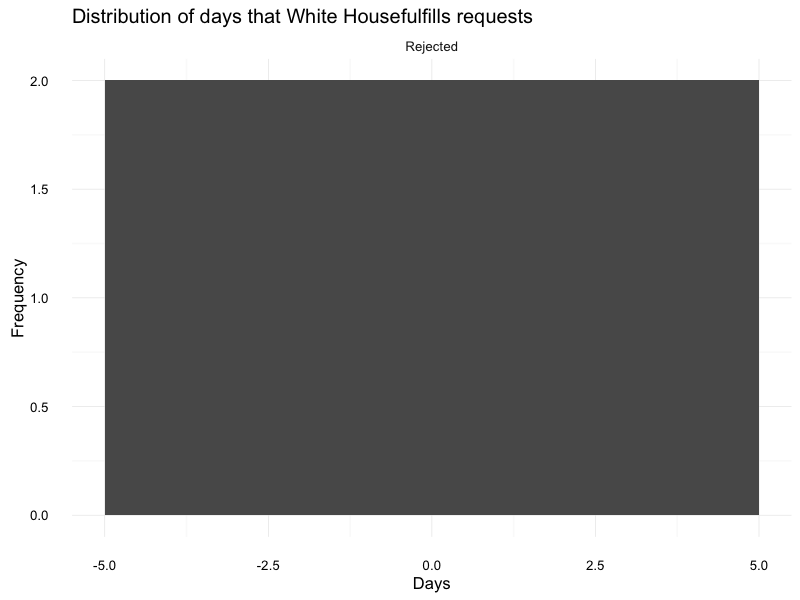 Distribution of days that White Housefulfills requests
Rejected
2.0
1.5
1.0
0.5
0.0
Frequency
-5.0 -2.5 0.0 2.5 5.0
Days